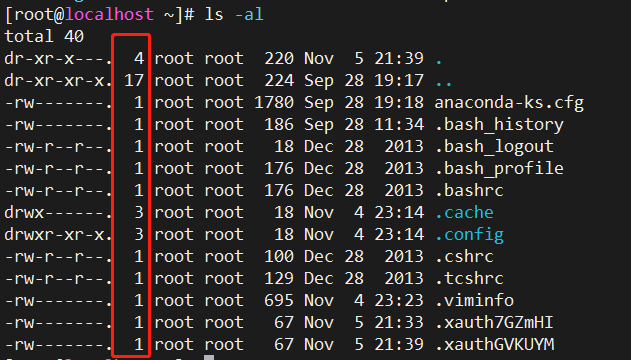 [root@localhost ~]# ls -al
total 40
dr-xr-x---. 4 root root 220 Nov 5 21:39 .
dr-xr-xr-x. 17 root root 224 Sep 28 19:17 ..
-rw-------. 1 root root 1780 Sep 28 19:18 anaconda-ks.cfg
-rw-------. 1 root root 186 Sep 28 11:34 .bash_history
-rw-r--r--. 1 root root 18 Dec 28 2013 .bash_logout
-rw-r--r--. 1 root root 176 Dec 28 2013 .bash_profile
-rw-r--r--. 1 root root 176 Dec 28 2013 .bashrc
drwx------. 3 root root 18 Nov 4 23:14 .cache
drwxr-xr-x. 3 root root 18 Nov 4 23:14 .config
-rw-r--r--. 1 root root 100 Dec 28 2013 .cshrc
-rw-r--r--. 1 root root 129 Dec 28 2013 .tcshrc
-rw-------. 1 root root 695 Nov 4 23:23 .viminfo
-rw-------. 1 root root 67 Nov 5 21:33 .xauth7GZmHI
-rw-------. 1 root root 67 Nov 5 21:39 .xauthGVKUYM